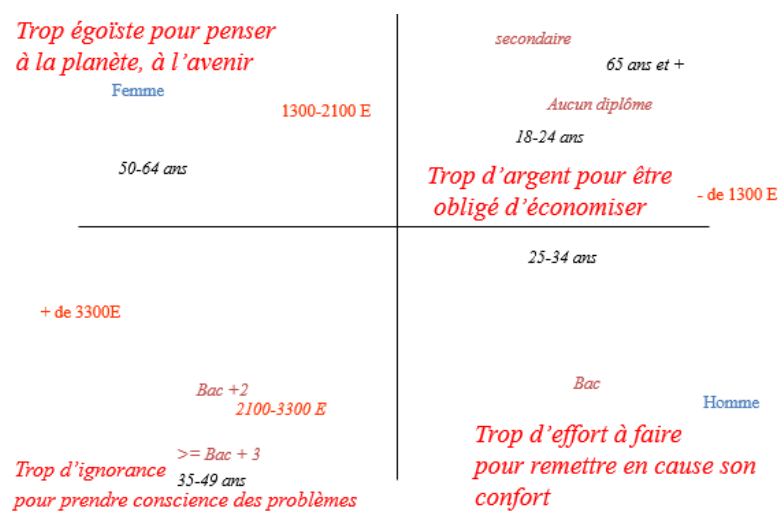 Trop égoïste pour penser
à la planète, à l’avenir
Femme
1300-2100 E
50-64 ans
secondaire
65 ans et +
Aucun diplôme
18-24 ans
Trop d’argent pour être
obligé d’économiser
- de 1300 E
25-34 ans
+ de 3300E
Bac +2
2100-3300 E
>= Bac + 3
Trop d’ignorance
35-49 ans
pour prendre conscience des problèmes
Bac
Homme
Trop d’effort à faire
pour remettre en cause son
confort